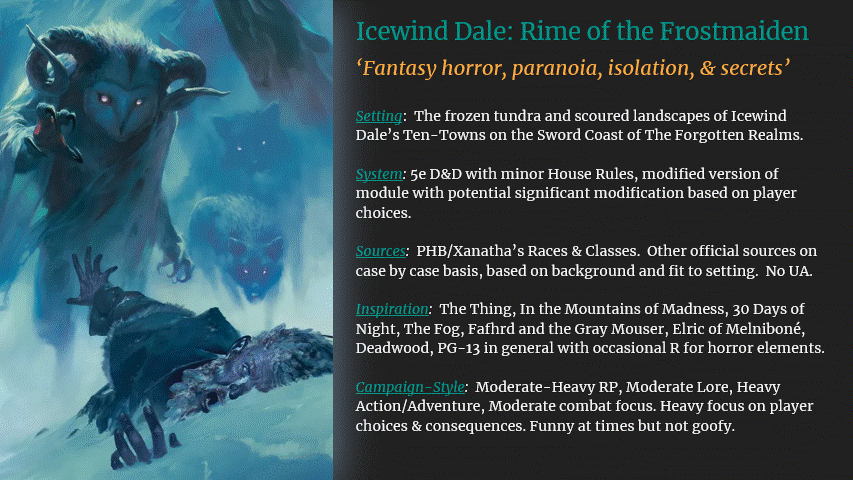 Icewind Dale: Rime of the Frostmaiden
‘Fantasy horror, paranoia, isolation, & secrets’
Setting:  The frozen tundra and scoured landscapes of Icewind
Dale’s Ten-Towns on the Sword Coast of The Forgotten Realms.
System: 5e D&D with minor House Rules, modified version of
module with potential significant modification based on player
choices.
Sources:  PHB/Xanatha’s Races & Classes.  Other official sources on
case by case basis, based on background and fit to setting.  No UA.
Inspiration:  The Thing, In the Mountains of Madness, 30 Days of
Night, The Fog, Fafhrd and the Gray Mouser, Elric of Melniboné,
Deadwood, PG-13 in general with occasional R for horror elements.
Campaign-Style:  Moderate-Heavy RP, Moderate Lore, Heavy
Action/Adventure, Moderate combat focus. Heavy focus on player
choices & consequences. Funny at times but not goofy.